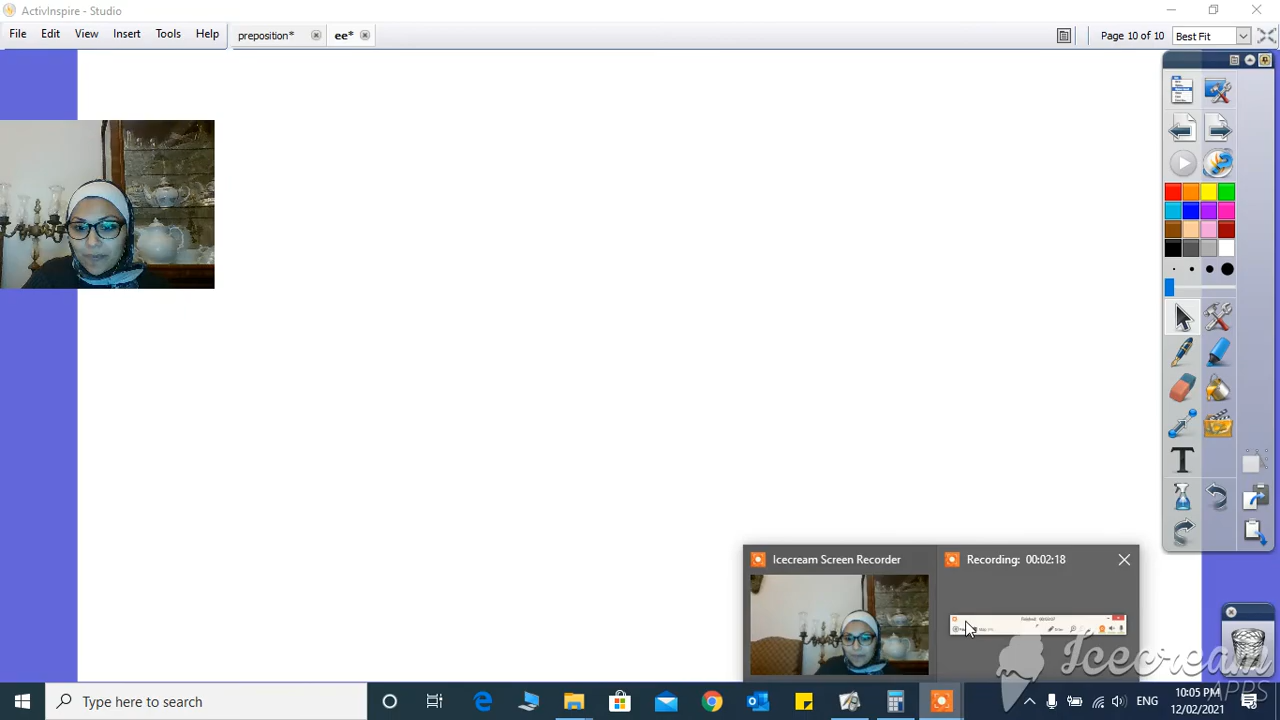 ActivInspire - Studio
File Edit View Insert Tools Help
preposition* ee*
Page 10 of 10 Best Fit
T
Icecream Screen Recorder
Recording: 00:02:18
Icecream
APPS
Type here to search
ENG
10:05 PM
12/02/2021